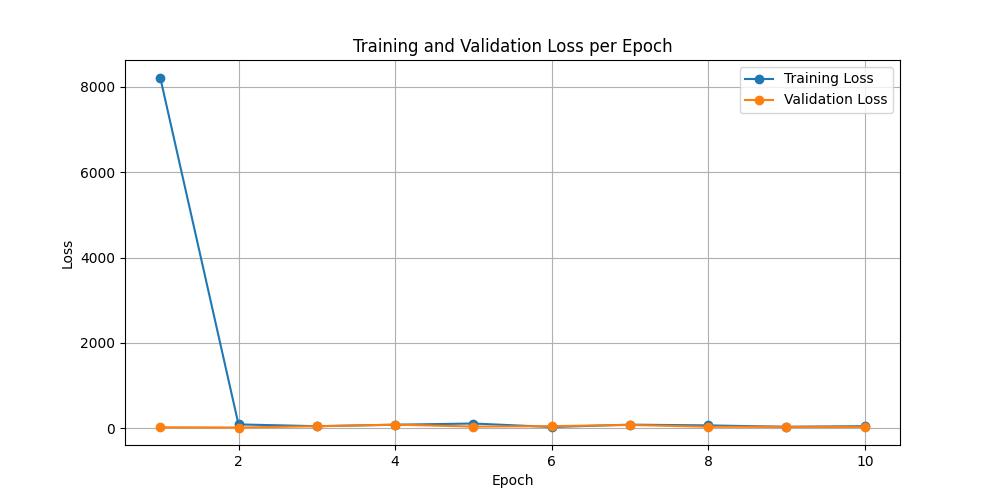 Training and Validation Loss per Epoch
Training Loss
Validation Loss
8000
6000
4000
2000
0
Loss
2 4 6 8 10
Epoch